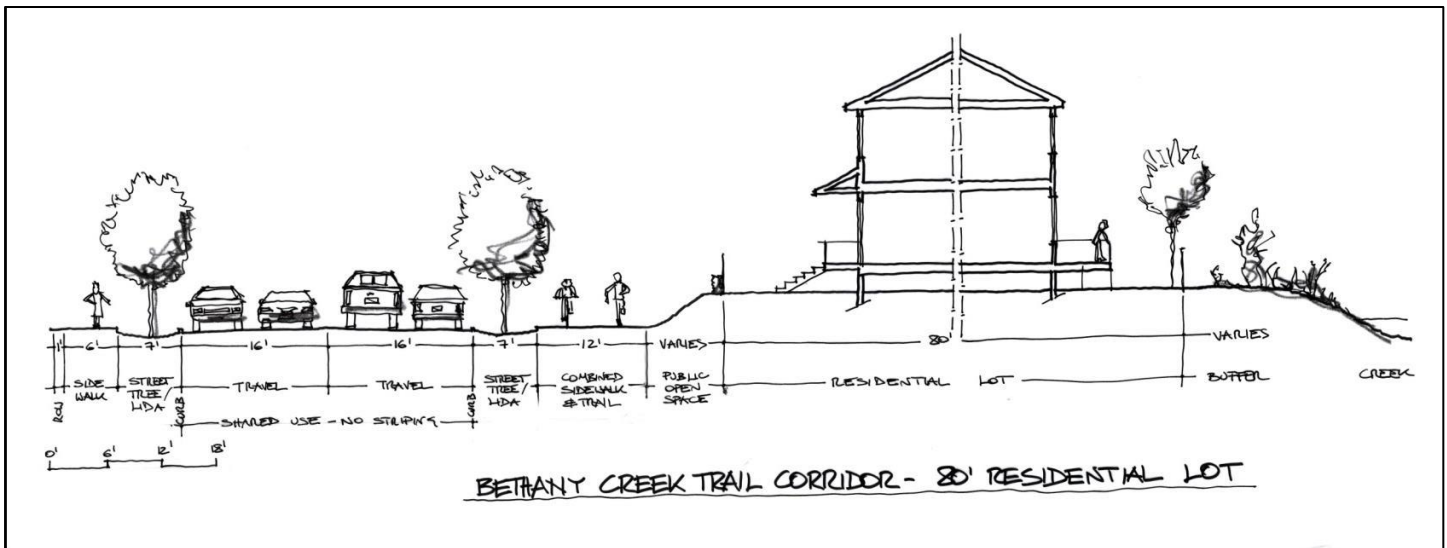 1' 6' 7' 16' 16' 7' 12' VARIES 80' VARIES
ROW
SIDE
WALK
STREET
TREE/
LIDA
CURB
TRAVEL
TRAVEL
CURB
STREET
TREE/
LIDA
COMBINED
SIDEWALK
& TRAIL
PUBLIC
OPEN
SPACE
RESIDENTIAL LOT
BUFFER
CREEK
SHARED USE - NO STRIPING
0' 6' 12' 18'
BETHANY CREEK TRAIL CORRIDOR - 80' RESIDENTIAL LOT